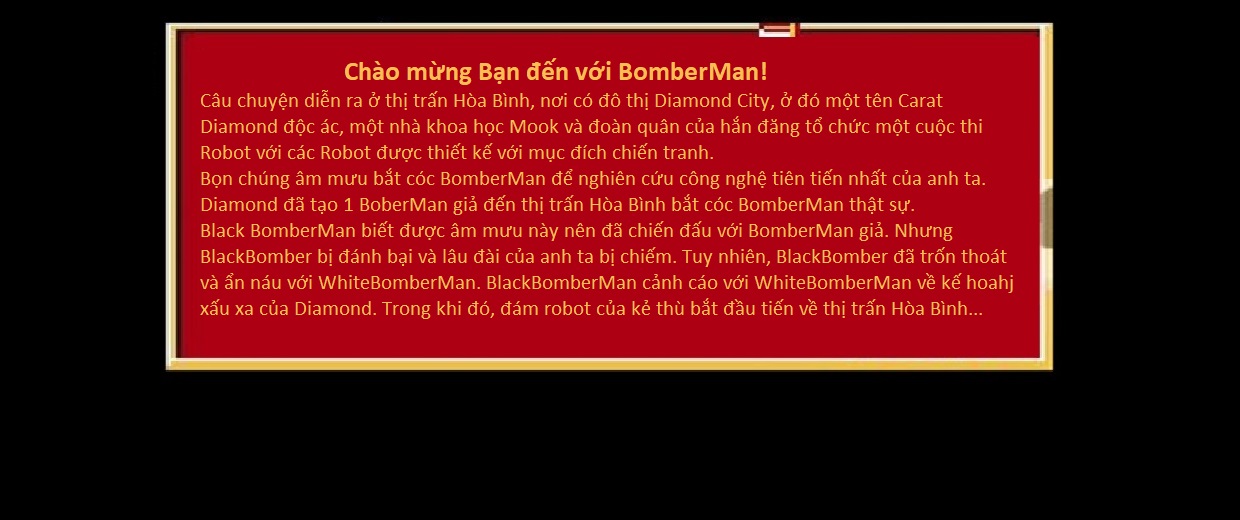 Chào mừng Bạn đến với BomberMan!
Câu chuyện diễn ra ở thị trấn Hòa Bình, nơi có đô thị Diamond City, ở đó một tên Carat
Diamond độc ác, một nhà khoa học Mook và đoàn quân của hắn đăng tổ chức một cuộc thi
Robot với các Robot được thiết kế với mục đích chiến tranh.
Bọn chúng âm mưu bắt cóc BomberMan để nghiên cứu công nghệ tiên tiến nhất của anh ta.
Diamond đã tạo 1 BoberMan giả đến thị trấn Hòa Bình bắt cóc BomberMan thật sự.
Black BomberMan biết được âm mưu này nên đã chiến đấu với BomberMan giả. Nhưng
BlackBomber bị đánh bại và lâu đài của anh ta bị chiếm. Tuy nhiên, BlackBomber đã trốn thoát
và ẩn náu với WhiteBomberMan. BlackBomberMan cảnh cáo với WhiteBomberMan về kế hoahj
xấu xa của Diamond. Trong khi đó, đám robot của kẻ thù bắt đầu tiến về thị trấn Hòa Bình...